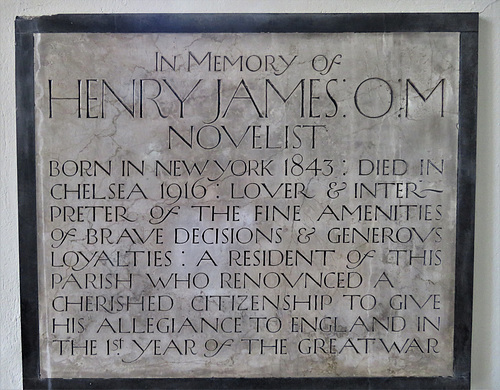 IN MEMORY OF
HENRY JAMES: O:M
NOVELIST
BORN IN NEW YORK 1843: DIED IN
CHELSEA 1916: LOVER & INTER-
PRETER OF THE FINE AMENITIES
OF BRAVE DECISIONS & GENEROVS
LOYALTIES: A RESIDENT OF THIS
PARISH WHO RENOVNCED A
CHERISHED CITIZENSHIP TO GIVE
HIS ALLEGIANCE TO ENGLAND IN
THE 1st YEAR OF THE GREAT WAR